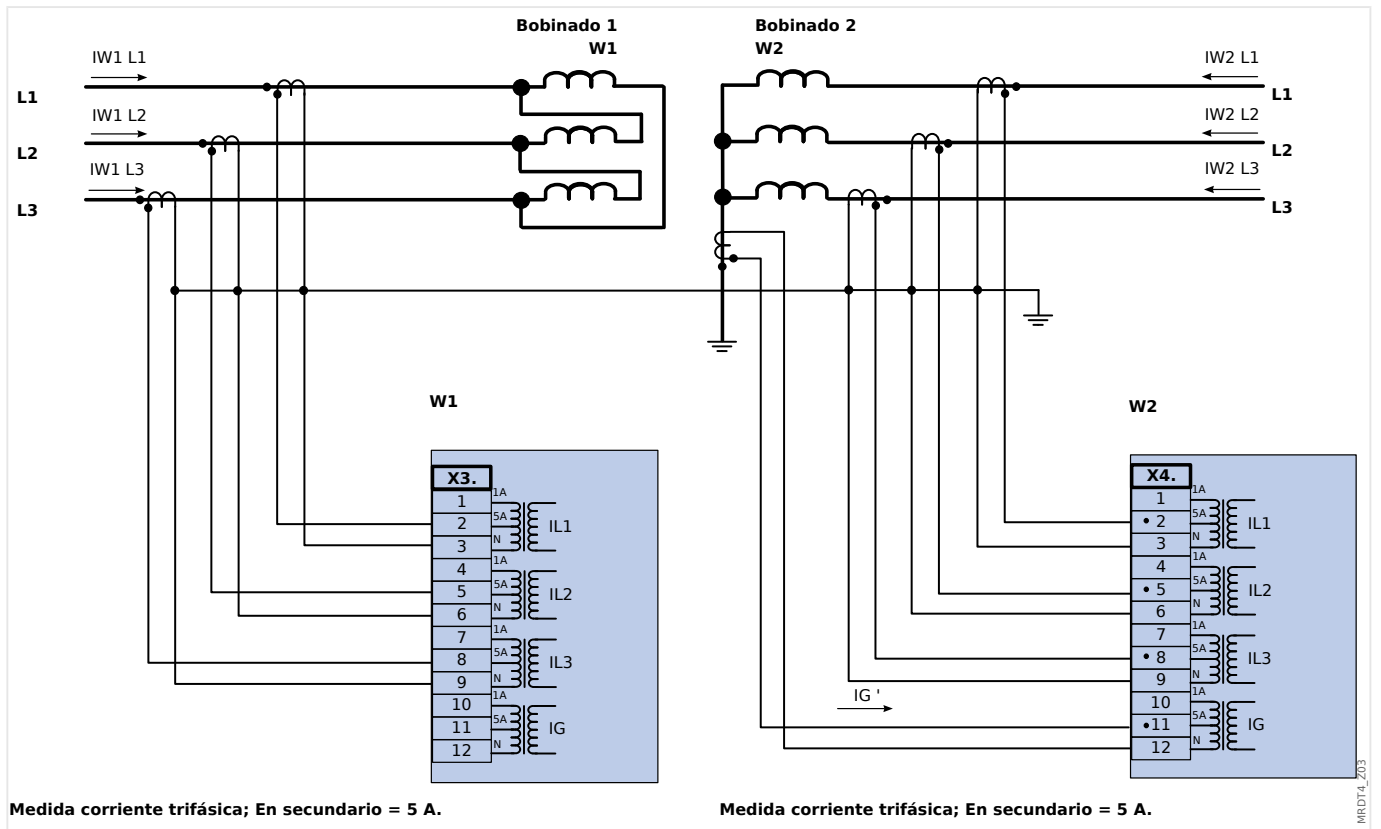 Bobinado 1
W1
Bobinado 2
W2
IW1 L1
L1
IW1 L2
L2
IW1 L3
L3
IW2 L1
L1
IW2 L2
L2
IW2 L3
L3
W1
X3.
1 1A
2 5A IL1
3 N
4 1A
5 5A IL2
6 N
7 1A
8 5A IL3
9 N
10 1A
11 5A IG
12 N
W2
X4.
1 1A
• 2 5A IL1
3 N
4 1A
• 5 5A IL2
6 N
7 1A
• 8 5A IL3
9 N
IG '
10 1A
•11 5A IG
12 N
Medida corriente trifásica; En secundario = 5 A.
Medida corriente trifásica; En secundario = 5 A.
MRDT4_Z03